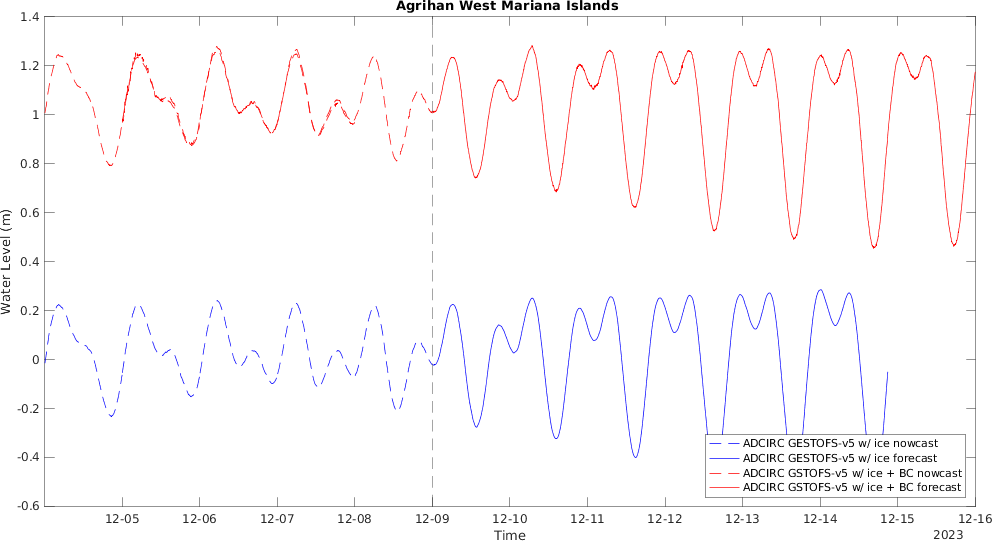 Agrihan West Mariana Islands
1.4
1.2
1
0.8
0.6
0.4
0.2
0
-0.2
-0.4
-0.6
Water Level (m)
ADCIRC GESTOFS-v5 w/ ice nowcast
ADCIRC GESTOFS-v5 w/ ice forecast
ADCIRC GSTOFS-v5 w/ ice + BC nowcast
ADCIRC GSTOFS-v5 w/ ice + BC forecast
12-05 12-06 12-07 12-08 12-09 12-10 12-11 12-12 12-13 12-14 12-15 12-16
Time
2023